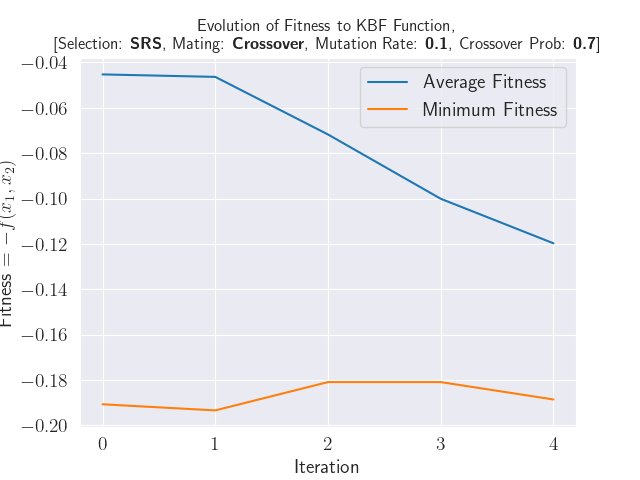 Evolution of Fitness to KBF Function,
[Selection: SRS, Mating: Crossover, Mutation Rate: 0.1, Crossover Prob: 0.7]
Average Fitness
Minimum Fitness
−0.04
−0.06
−0.08
−0.10
−0.12
−0.14
−0.16
−0.18
−0.20
Fitness = −f(x₁, x₂)
0 1 2 3 4
Iteration